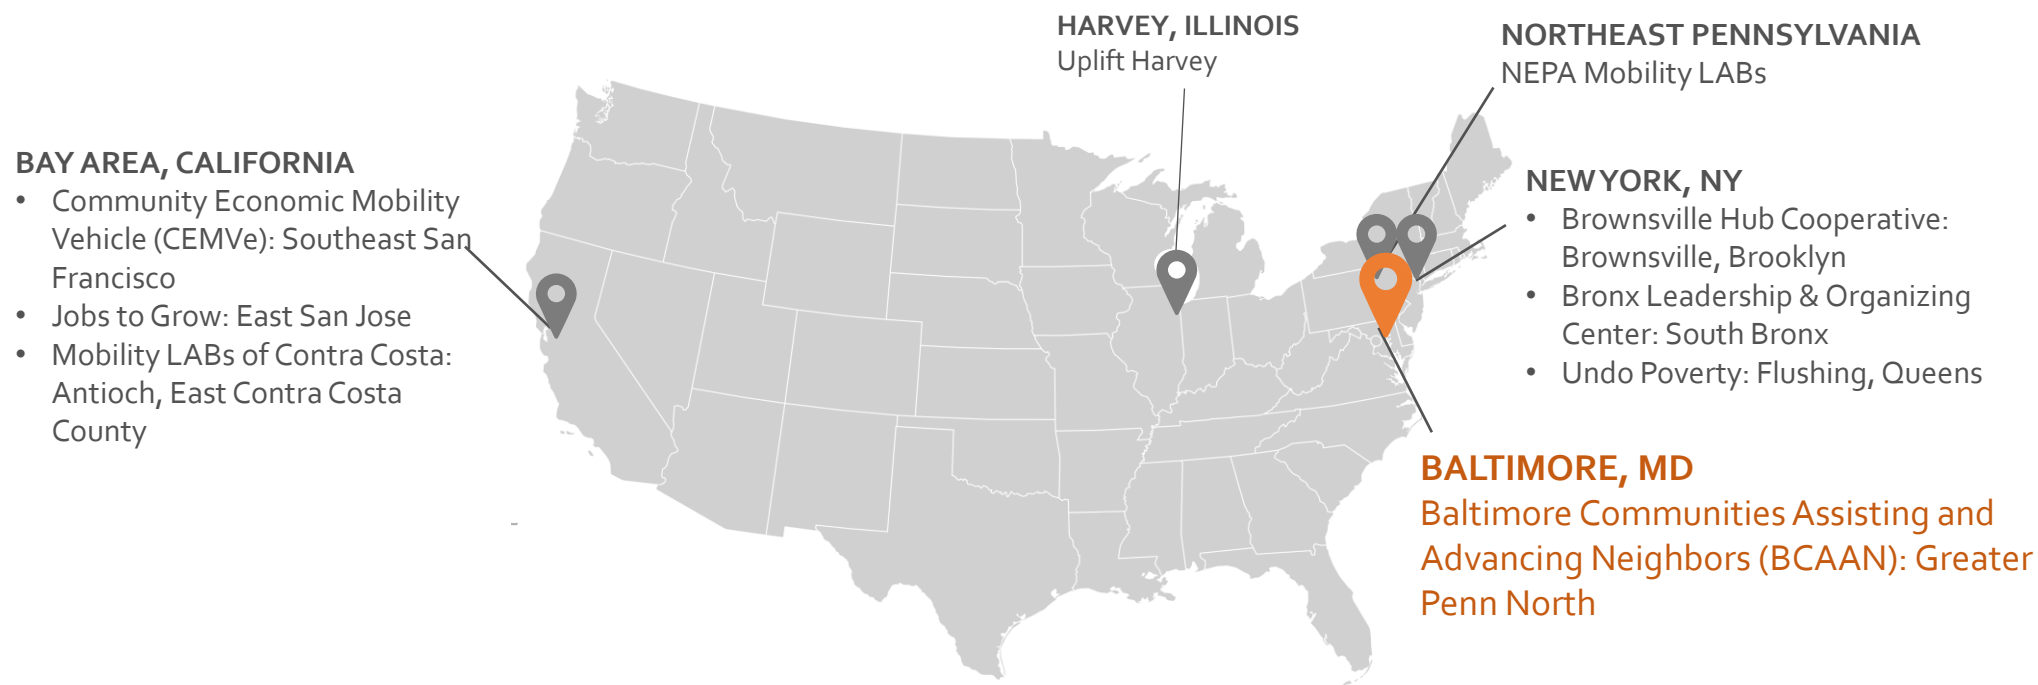 HARVEY, ILLINOIS
Uplift Harvey
NORTHEAST PENNSYLVANIA
NEPA Mobility LABs
BAY AREA, CALIFORNIA
• Community Economic Mobility
Vehicle (CEMVe): Southeast San
Francisco
• Jobs to Grow: East San Jose
• Mobility LABs of Contra Costa:
Antioch, East Contra Costa
County
NEW YORK, NY
• Brownsville Hub Cooperative:
Brownsville, Brooklyn
• Bronx Leadership & Organizing
Center: South Bronx
• Undo Poverty: Flushing, Queens
BALTIMORE, MD
Baltimore Communities Assisting and
Advancing Neighbors (BCAAN): Greater
Penn North